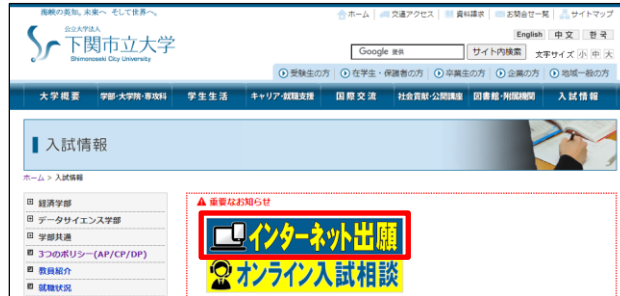 海峡の英知。未来へ そして世界へ。
ホーム 交通アクセス 資料請求 お問合せ一覧 サイトマップ
公立大学法人
下関市立大学
Shimonoseki City University
English 中文 한국
Google 提供 サイト内検索 文字サイズ 小 中 大
受験生の方 在学生・保護者の方 卒業生の方 企業の方 地域一般の方
大学概要 学部・大学院・専攻科 学生生活 キャリア・就職支援 国際交流 社会貢献・公開講座 図書館・附属機関 入試情報
入試情報
ホーム > 入試情報
経済学部
データサイエンス学部
学部共通
3つのポリシー(AP/CP/DP)
教員紹介
就職状況
重要なお知らせ
インターネット出願
オンライン入試相談